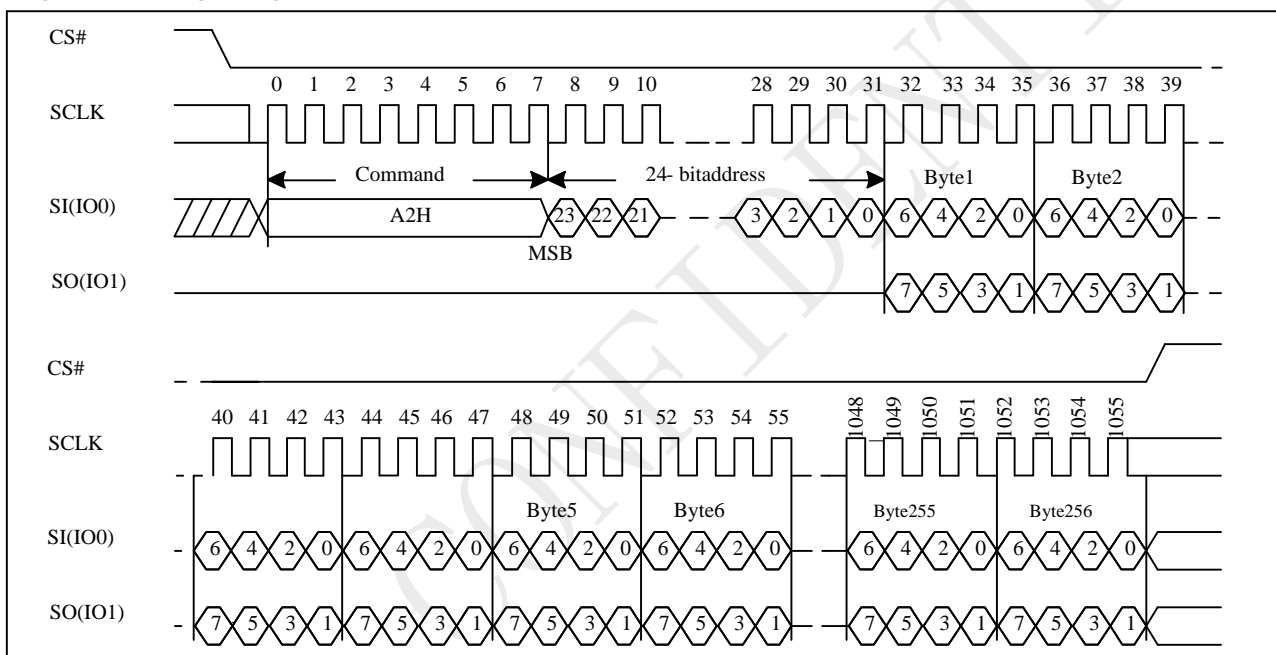 CS#
0 1 2 3 4 5 6 7 8 9 10 28 29 30 31 32 33 34 35 36 37 38 39
SCLK
Command 24- bitaddress Byte1 Byte2
SI(IO0) A2H 23 22 21 3 2 1 0 6 4 2 0 6 4 2 0
MSB
SO(IO1) 7 5 3 1 7 5 3 1
CS#
40 41 42 43 44 45 46 47 48 49 50 51 52 53 54 55 1048 1049 1050 1051 1052 1053 1054 1055
SCLK
Byte5 Byte6 Byte255 Byte256
SI(IO0) 6 4 2 0 6 4 2 0 6 4 2 0 6 4 2 0 6 4 2 0 6 4 2 0
SO(IO1) 7 5 3 1 7 5 3 1 7 5 3 1 7 5 3 1 7 5 3 1 7 5 3 1